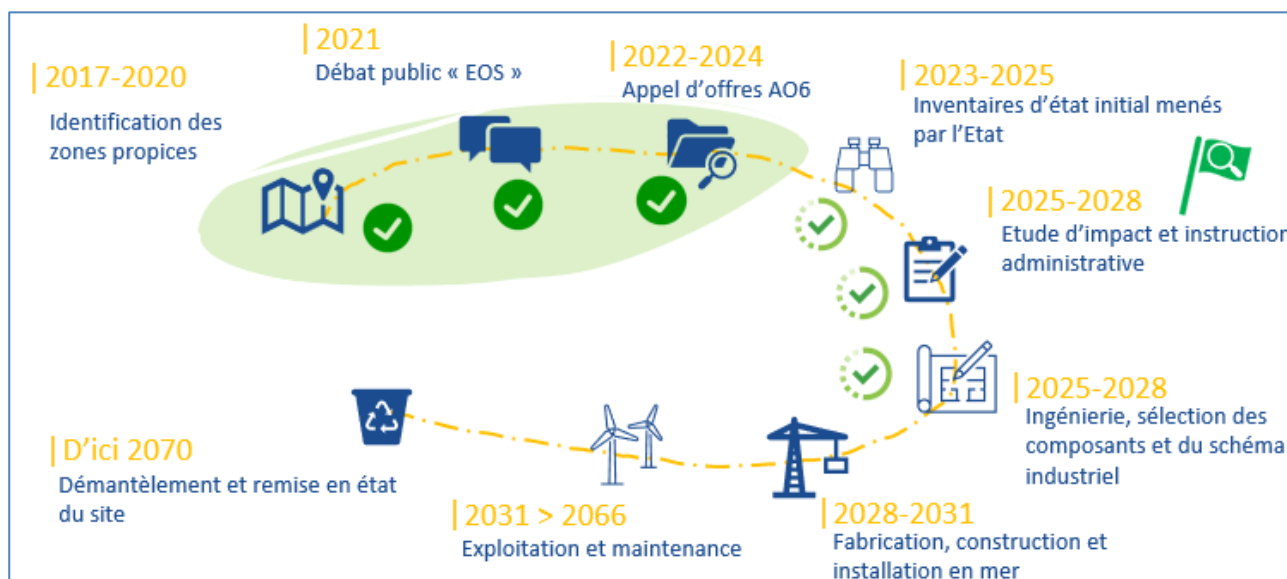 | 2017-2020
Identification des
zones propices
| 2021
Débat public « EOS »
| 2022-2024
Appel d'offres AO6
| 2023-2025
Inventaires d'état initial menés
par l'Etat
| 2025-2028
Etude d'impact et instruction
administrative
| 2025-2028
Ingénierie, sélection des
composants et du schéma
industriel
| 2028-2031
Fabrication, construction et
installation en mer
| 2031 > 2066
Exploitation et maintenance
| D'ici 2070
Démantèlement et remise en état
du site